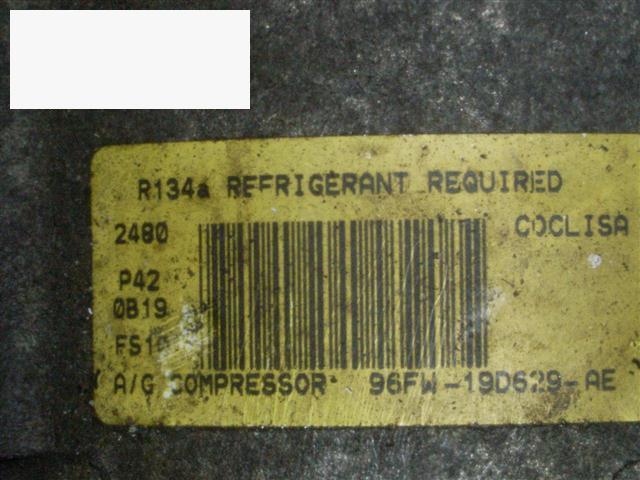 R134a REFRIGERANT REQUIRED
2480 COCLISA
P42
0B19
A/C COMPRESSOR 96FW-19D629-AE